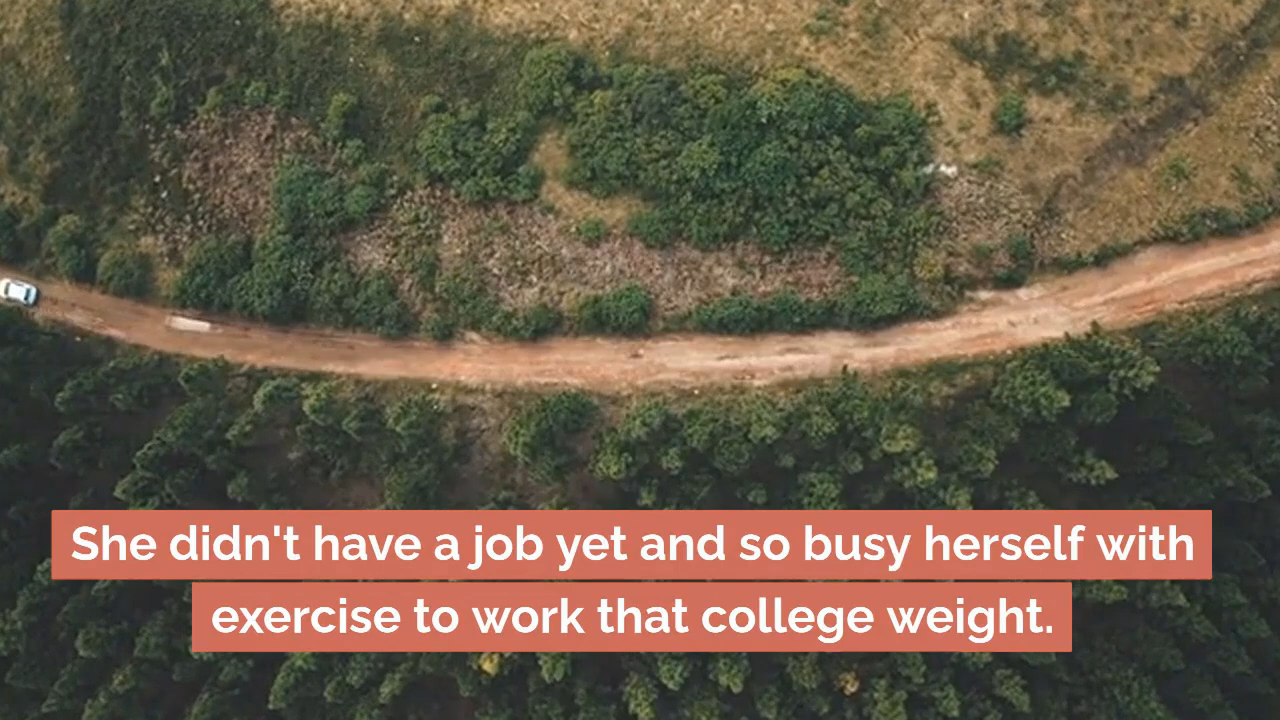 She didn't have a job yet and so busy herself with
exercise to work that college weight.